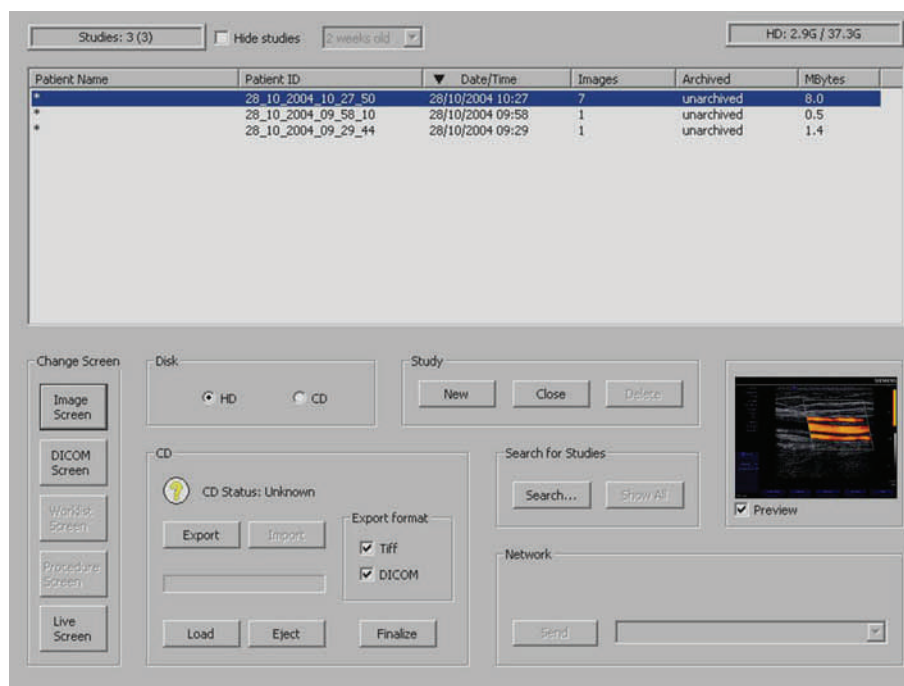 Studies: 3 (3)
Hide studies
2 weeks old
HD: 2.9G / 37.3G
Patient Name Patient ID Date/Time Images Archived MBytes
* 28_10_2004_10_27_50 28/10/2004 10:27 7 unarchived 8.0
* 28_10_2004_09_58_10 28/10/2004 09:58 1 unarchived 0.5
* 28_10_2004_09_29_44 28/10/2004 09:29 1 unarchived 1.4
Change Screen
Image
Screen
DICOM
Screen
Worklist
Screen
Procedure
Screen
Live
Screen
Disk
HD
CD
Study
New
Close
Delete
CD
CD Status: Unknown
Export
Import
Export format
Tiff
DICOM
Load
Eject
Finalize
Search for Studies
Search...
Show All
SIEMENS
Preview
Network
Send